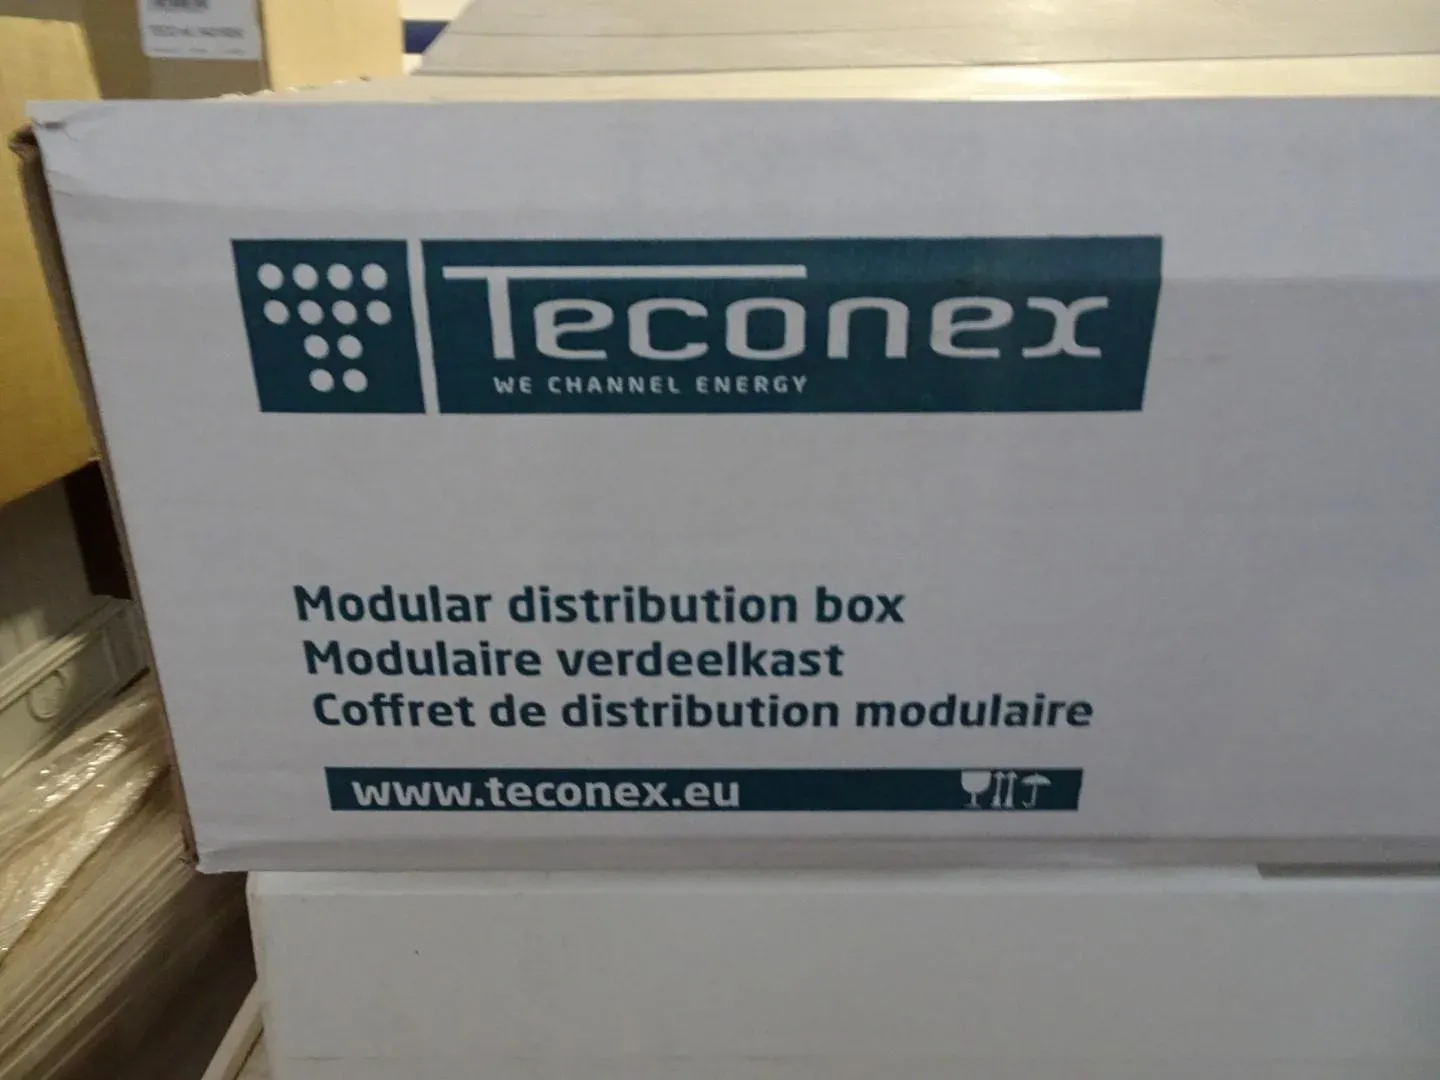 Teconex
WE CHANNEL ENERGY
Modular distribution box
Modulaire verdeelkast
Coffret de distribution modulaire
www.teconex.eu